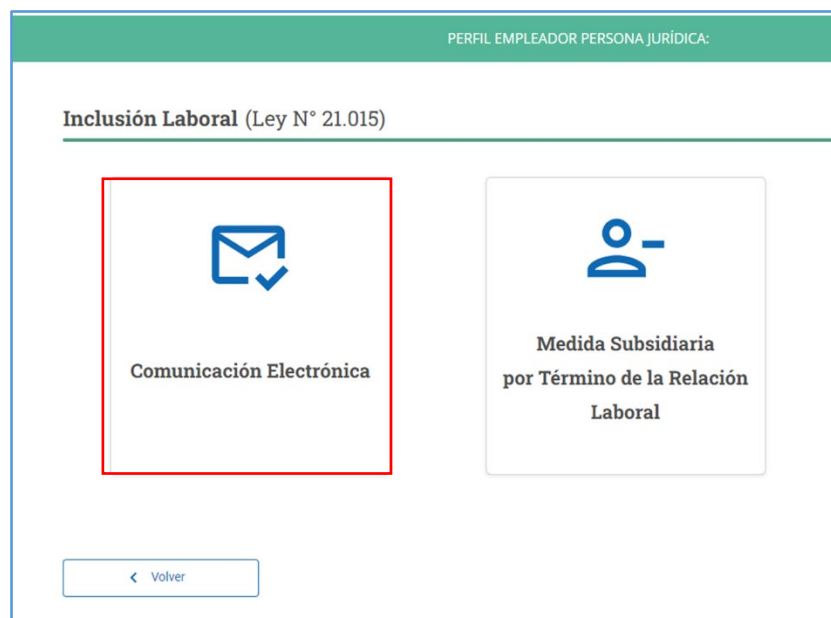 PERFIL EMPLEADOR PERSONA JURÍDICA:
Inclusión Laboral (Ley N° 21.015)
Comunicación Electrónica
Medida Subsidiaria
por Término de la Relación
Laboral
Volver